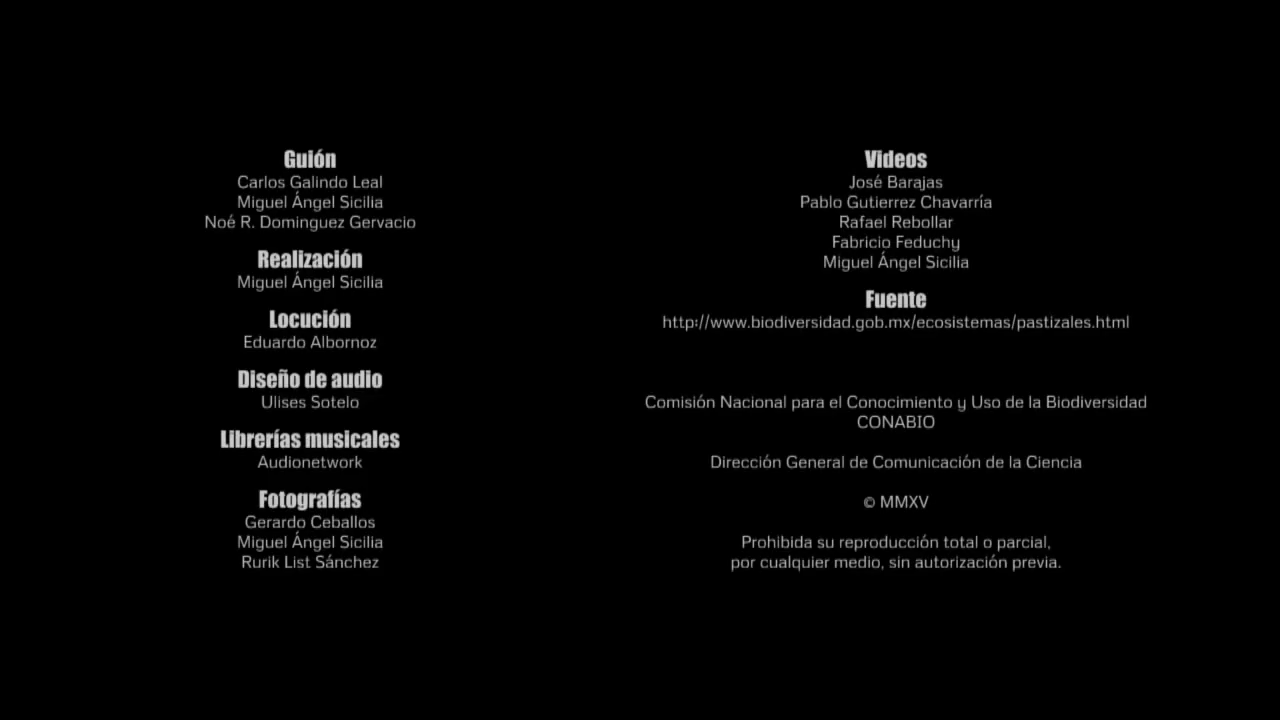 Guión
Carlos Galindo Leal
Miguel Ángel Sicilia
Noé R. Dominguez Gervacio
Realización
Miguel Ángel Sicilia
Locución
Eduardo Albornoz
Diseño de audio
Ulises Sotelo
Librerías musicales
Audionetwork
Fotografías
Gerardo Ceballos
Miguel Ángel Sicilia
Rurik List Sánchez
Videos
José Barajas
Pablo Gutierrez Chavarría
Rafael Rebollar
Fabricio Feduchy
Miguel Ángel Sicilia
Fuente
http://www.biodiversidad.gob.mx/ecosistemas/pastizales.html
Comisión Nacional para el Conocimiento y Uso de la Biodiversidad
CONABIO
Dirección General de Comunicación de la Ciencia
© MMXV
Prohibida su reproducción total o parcial,
por cualquier medio, sin autorización previa.